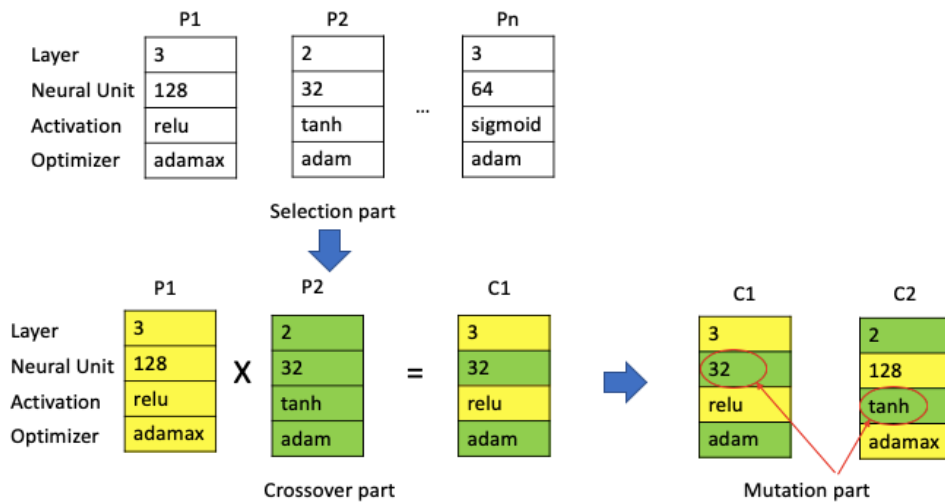 P1 P2 Pn
Layer 3 2 3
Neural Unit 128 32 64
...
Activation relu tanh sigmoid
Optimizer adamax adam adam
Selection part
P1 P2 C1 C1 C2
Layer 3 2 3 3 2
Neural Unit 128 X 32 = 32 32 128
Activation relu tanh relu relu tanh
Optimizer adamax adam adam adam adamax
Crossover part Mutation part